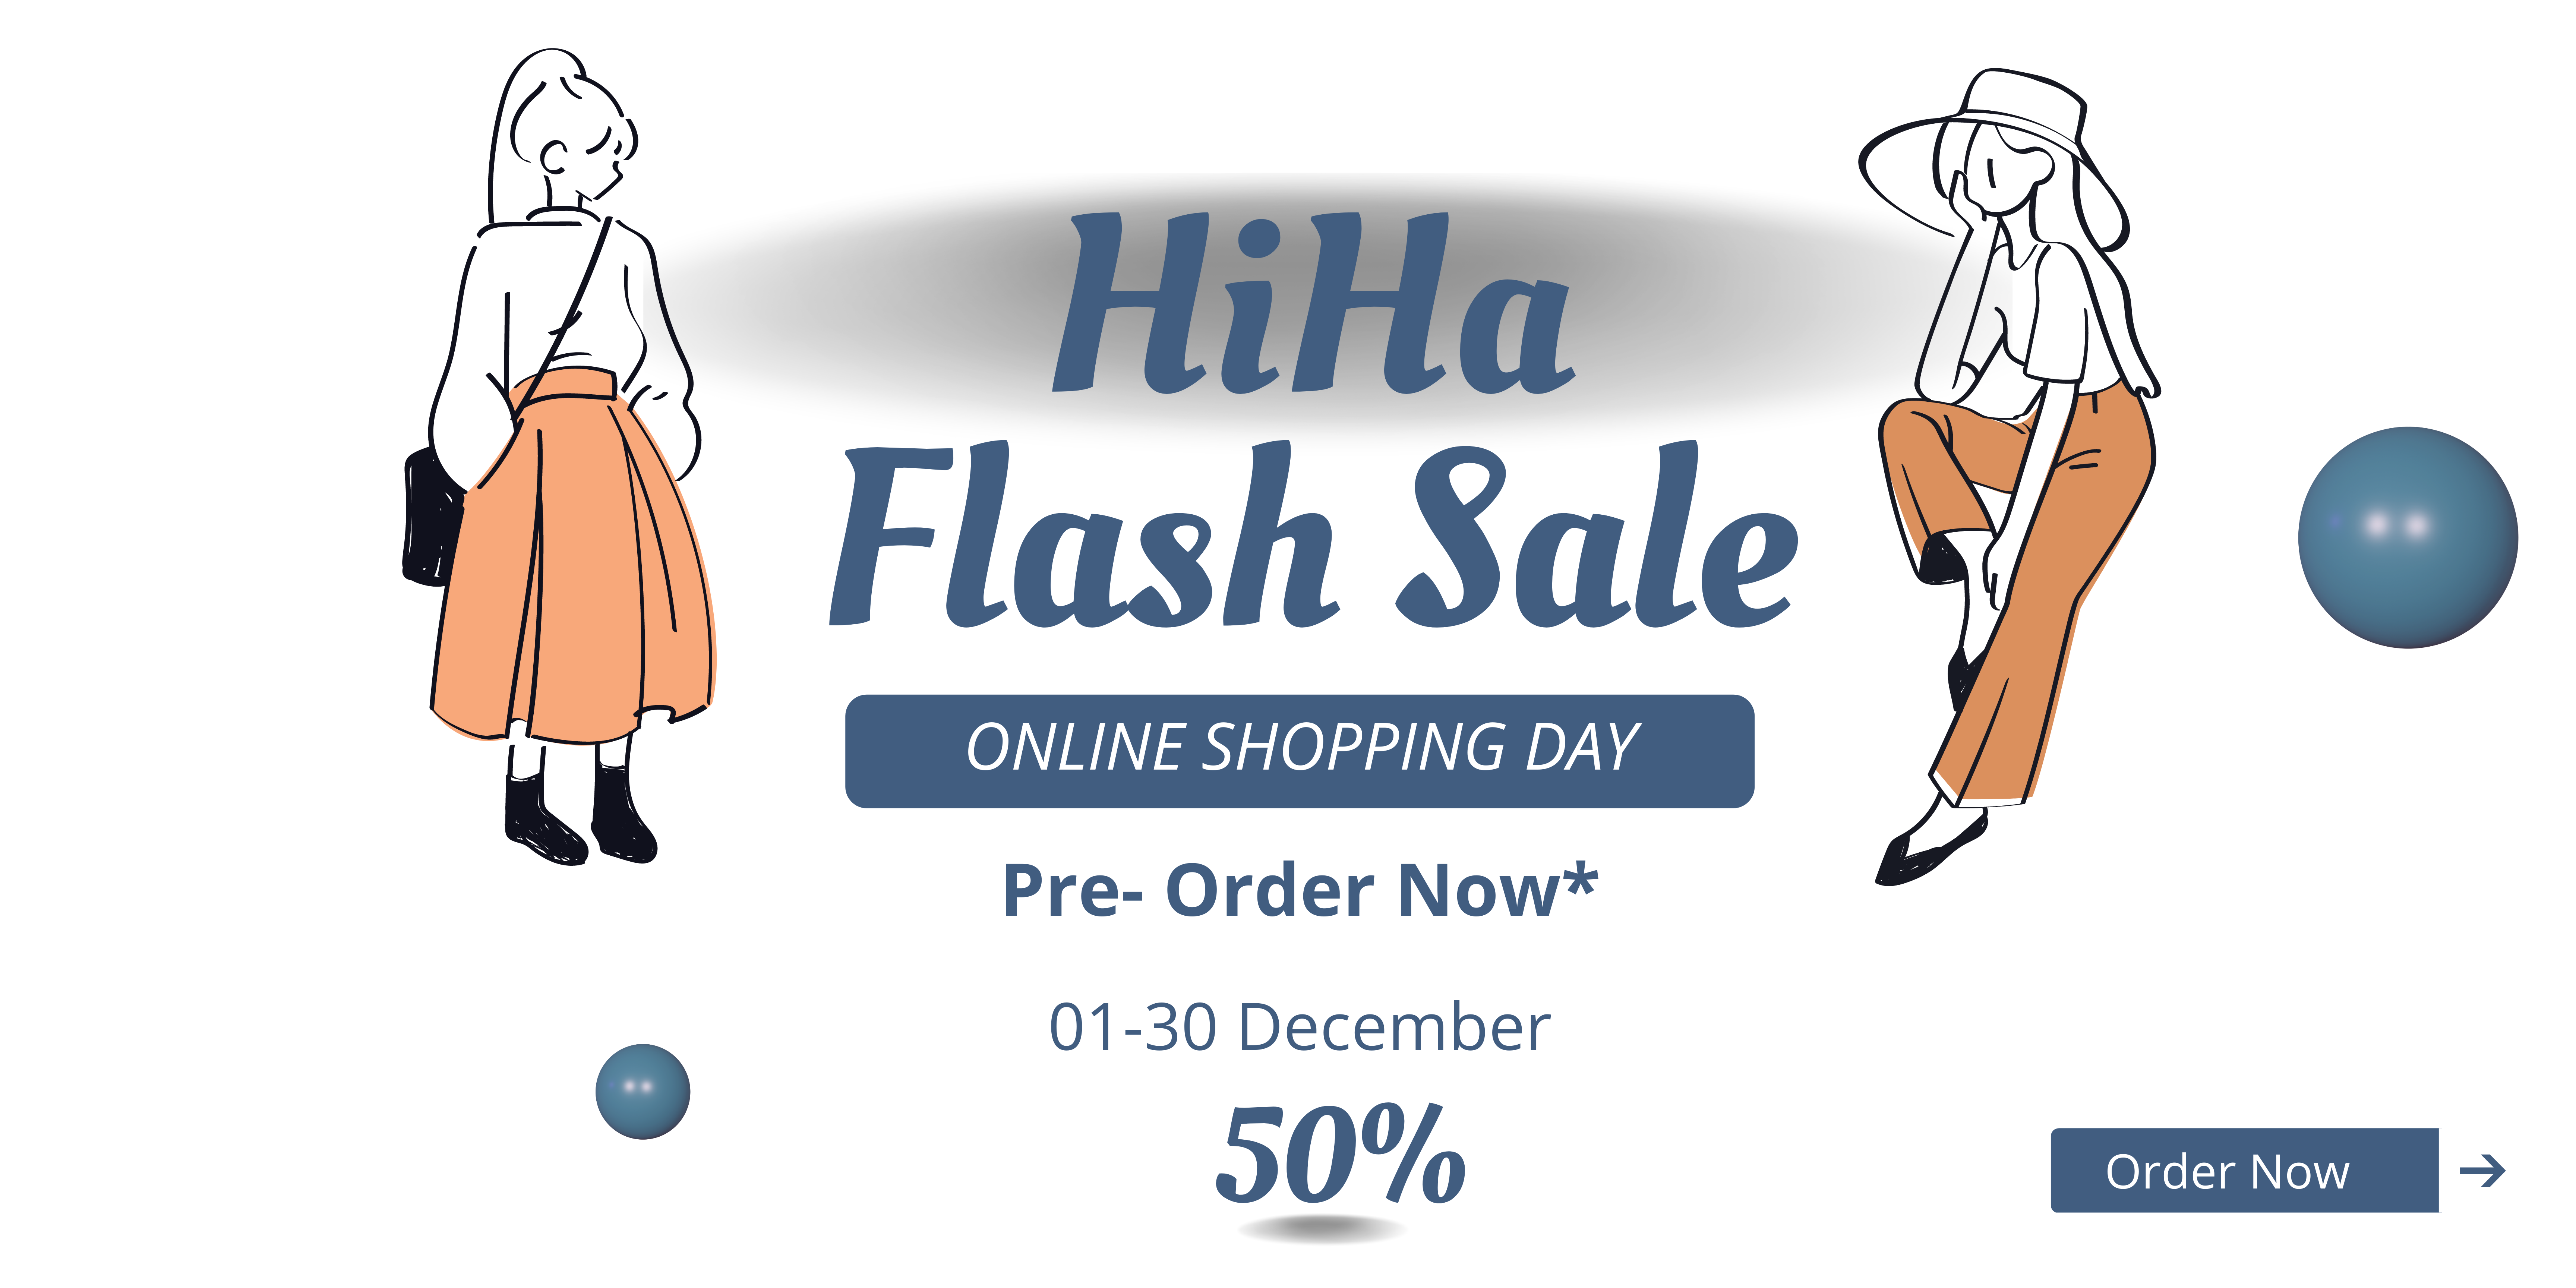 HiHa
Flash Sale
ONLINE SHOPPING DAY
Pre- Order Now*
01-30 December
50%
Order Now